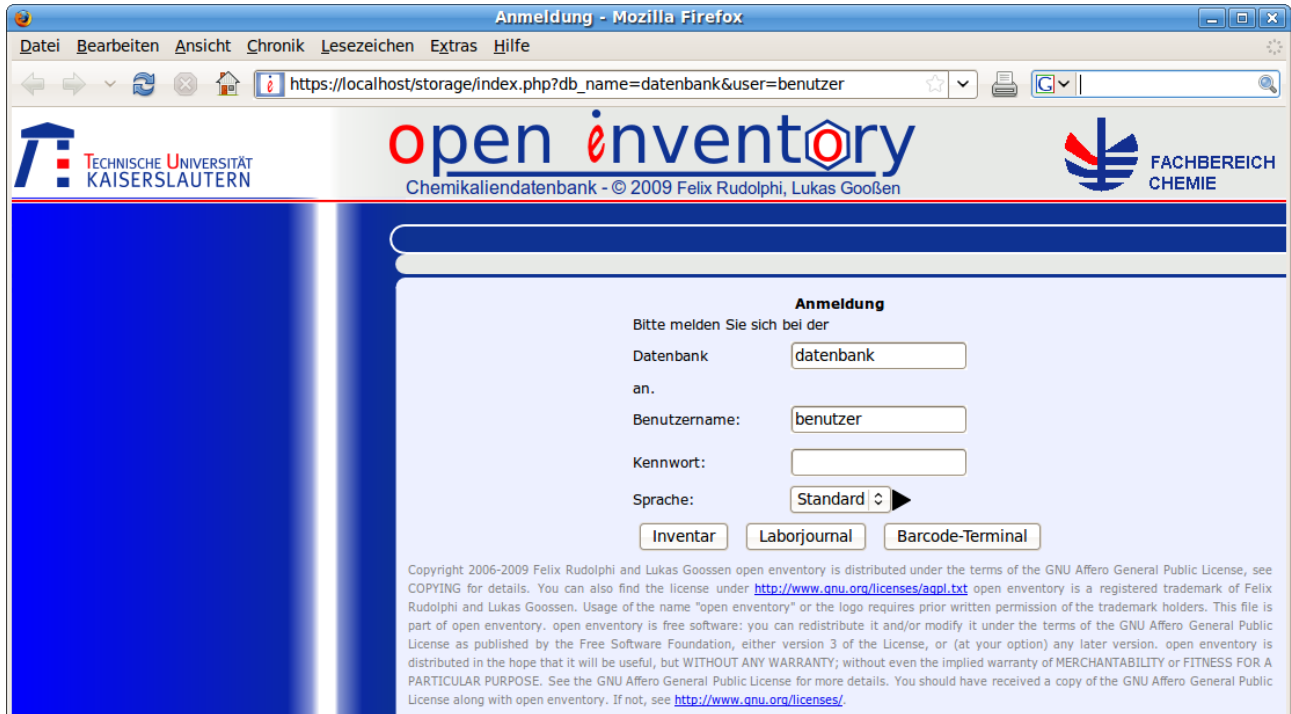 Anmeldung - Mozilla Firefox
Datei Bearbeiten Ansicht Chronik Lesezeichen Extras Hilfe
https://localhost/storage/index.php?db_name=datenbank&user=benutzer
G
TECHNISCHE UNIVERSITÄT
KAISERSLAUTERN
open enventory
Chemikaliendatenbank - © 2009 Felix Rudolphi, Lukas Gooßen
FACHBEREICH
CHEMIE
Anmeldung
Bitte melden Sie sich bei der
Datenbank datenbank
an.
Benutzername: benutzer
Kennwort:
Sprache: Standard
Inventar Laborjournal Barcode-Terminal
Copyright 2006-2009 Felix Rudolphi and Lukas Goossen open enventory is distributed under the terms of the GNU Affero General Public License, see
COPYING for details. You can also find the license under http://www.gnu.org/licenses/agpl.txt open enventory is a registered trademark of Felix
Rudolphi and Lukas Goossen. Usage of the name "open enventory" or the logo requires prior written permission of the trademark holders. This file is
part of open enventory. open enventory is free software: you can redistribute it and/or modify it under the terms of the GNU Affero General Public
License as published by the Free Software Foundation, either version 3 of the License, or (at your option) any later version. open enventory is
distributed in the hope that it will be useful, but WITHOUT ANY WARRANTY; without even the implied warranty of MERCHANTABILITY or FITNESS FOR A
PARTICULAR PURPOSE. See the GNU Affero General Public License for more details. You should have received a copy of the GNU Affero General Public
License along with open enventory. If not, see http://www.gnu.org/licenses/.